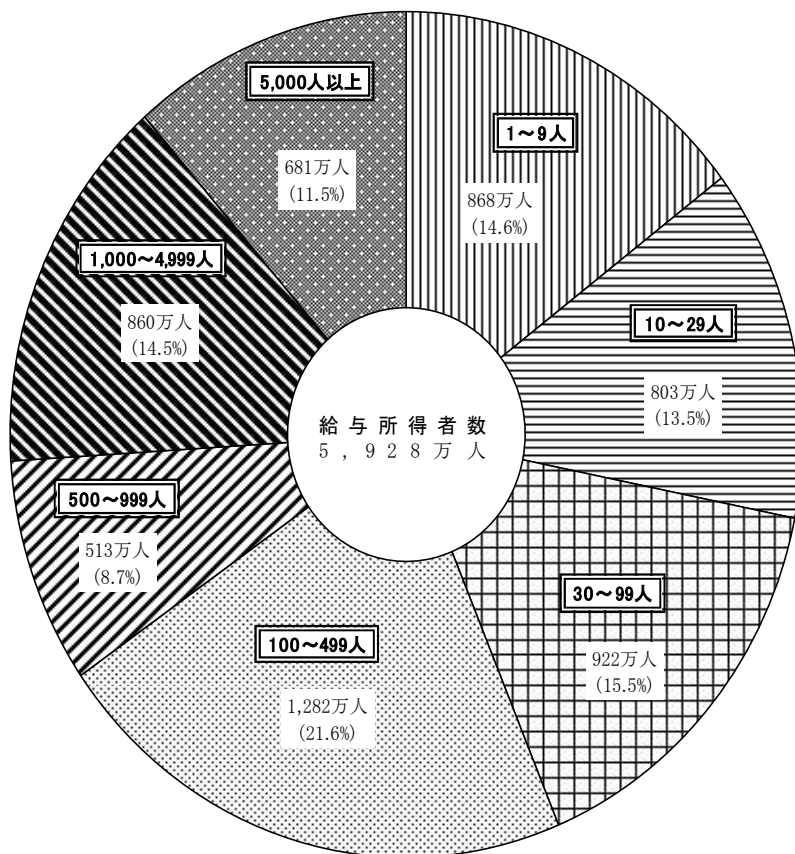 5,000人以上
681万人
(11.5%)
1～9人
868万人
(14.6%)
10～29人
803万人
(13.5%)
30～99人
922万人
(15.5%)
100～499人
1,282万人
(21.6%)
500～999人
513万人
(8.7%)
1,000～4,999人
860万人
(14.5%)
給与所得者数
5,928万人